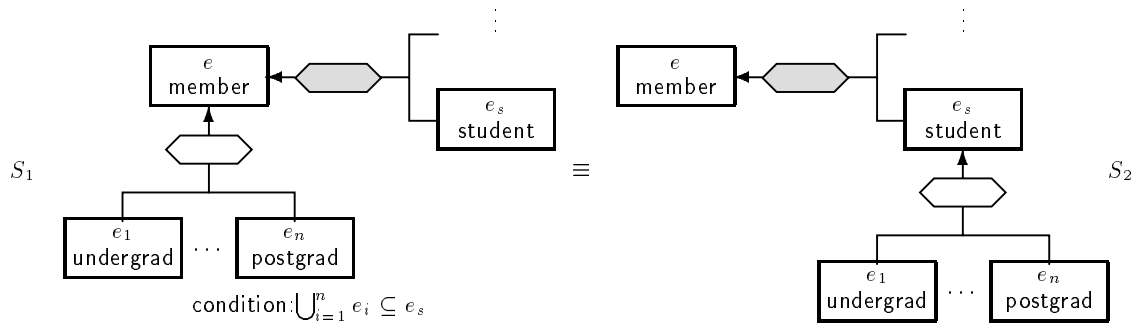 e
member
e_s
student
S_1
e_1
undergrad
...
e_n
postgrad
condition: ⋃_{i=1}^{n} e_i ⊆ e_s
≡
e
member
e_s
student
S_2
e_1
undergrad
...
e_n
postgrad